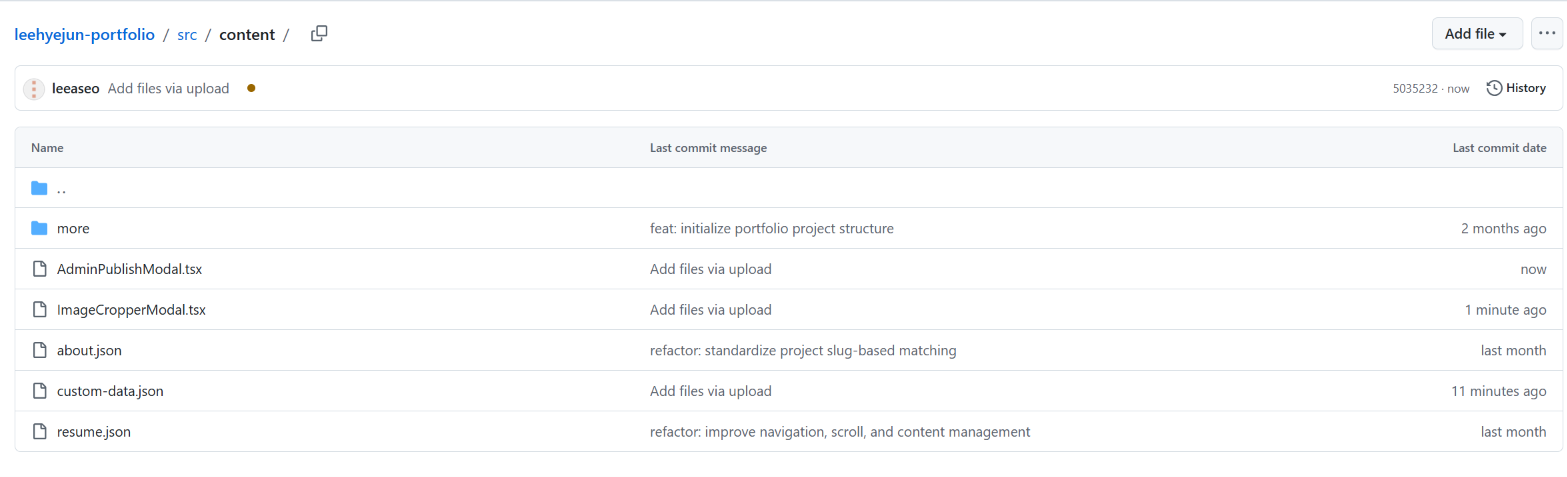 leehyejun-portfolio / src / content /
Add file
leeaseo Add files via upload
5035232 · now History
Name Last commit message Last commit date
..
more feat: initialize portfolio project structure 2 months ago
AdminPublishModal.tsx Add files via upload now
ImageCropperModal.tsx Add files via upload 1 minute ago
about.json refactor: standardize project slug-based matching last month
custom-data.json Add files via upload 11 minutes ago
resume.json refactor: improve navigation, scroll, and content management last month